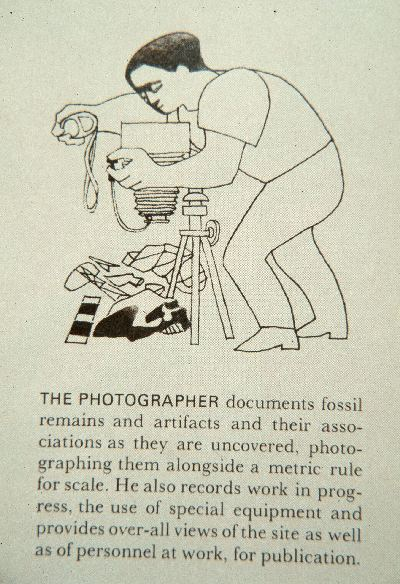 THE PHOTOGRAPHER documents fossil
remains and artifacts and their asso-
ciations as they are uncovered, photo-
graphing them alongside a metric rule
for scale. He also records work in prog-
ress, the use of special equipment and
provides over-all views of the site as well
as of personnel at work, for publication.